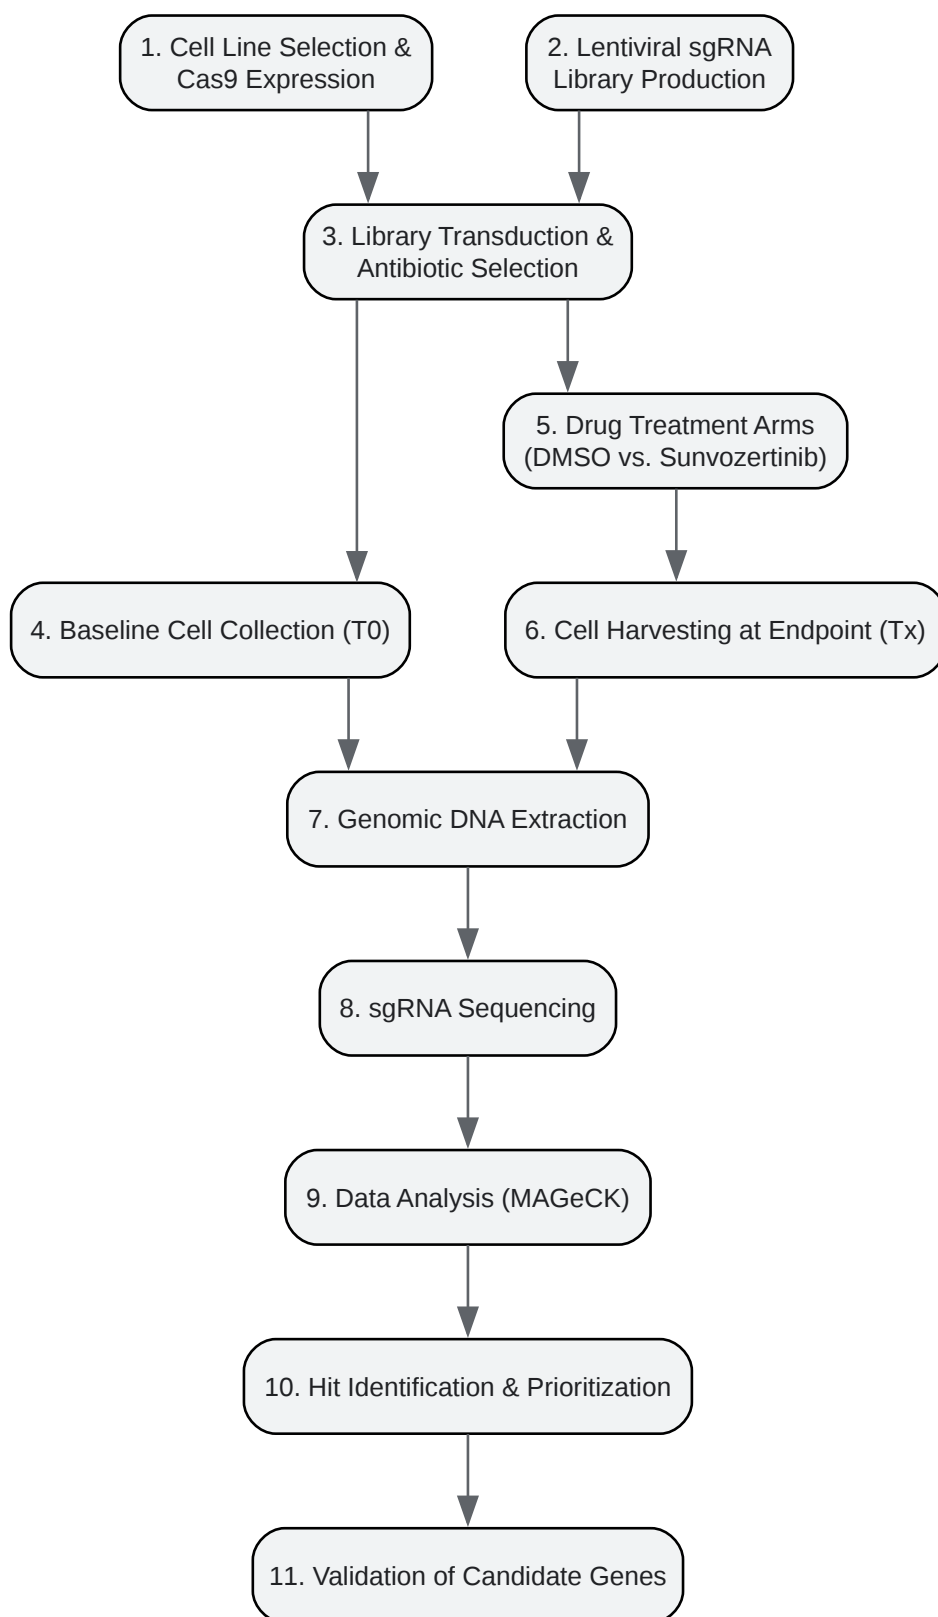 1. Cell Line Selection &
Cas9 Expression
2. Lentiviral sgRNA
Library Production
3. Library Transduction &
Antibiotic Selection
5. Drug Treatment Arms
(DMSO vs. Sunvozertinib)
4. Baseline Cell Collection (T0)
6. Cell Harvesting at Endpoint (Tx)
7. Genomic DNA Extraction
8. sgRNA Sequencing
9. Data Analysis (MAGeCK)
10. Hit Identification & Prioritization
11. Validation of Candidate Genes